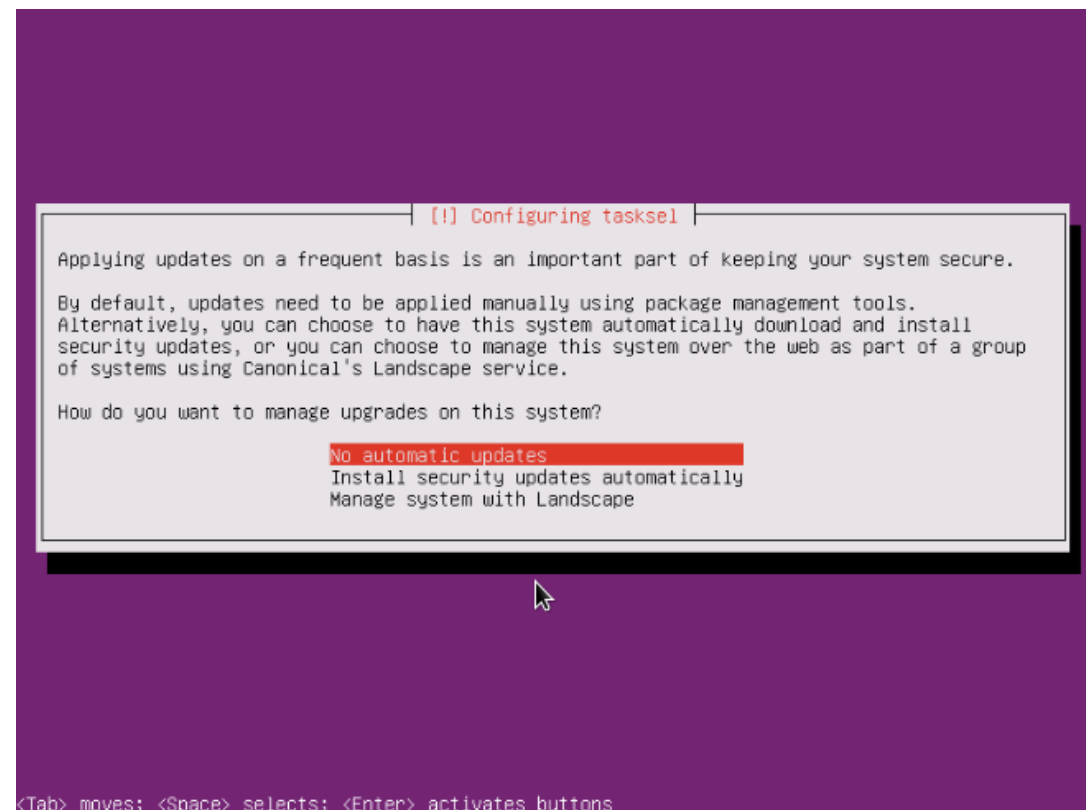 [!] Configuring tasksel
Applying updates on a frequent basis is an important part of keeping your system secure.
By default, updates need to be applied manually using package management tools.
Alternatively, you can choose to have this system automatically download and install
security updates, or you can choose to manage this system over the web as part of a group
of systems using Canonical's Landscape service.
How do you want to manage upgrades on this system?
No automatic updates
Install security updates automatically
Manage system with Landscape
<Tab> moves; <Space> selects; <Enter> activates buttons